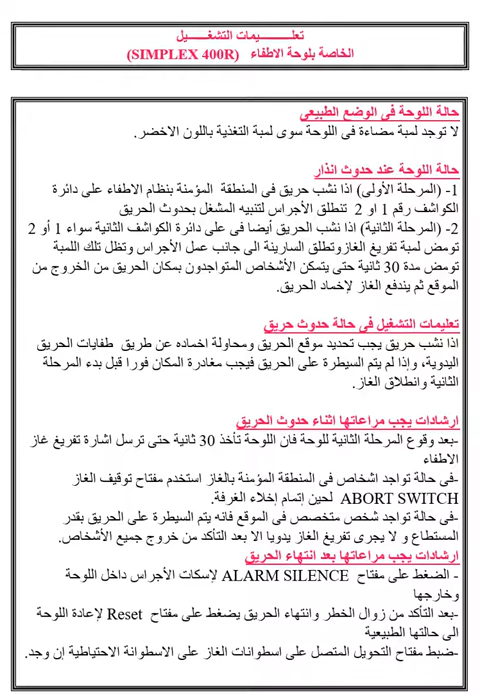 تعلـــــــيمات التشغـــــــيل
الخاصة بلوحة الاطفاء (SIMPLEX 400R)
حالة اللوحة فى الوضع الطبيعى
لا توجد لمبة مضاءة فى اللوحة سوى لمبة التغذية باللون الاخضر.
حالة اللوحة عند حدوث انذار
1- (المرحلة الأولى) اذا نشب حريق فى المنطقة المؤمنة بنظام الاطفاء على دائرة
الكواشف رقم 1 او 2 تنطلق الأجراس لتنبيه المشغل بحدوث الحريق
2- (المرحلة الثانية) اذا نشب الحريق أيضا فى على دائرة الكواشف الثانية سواء 1 أو 2
تومض لمبة تفريغ الغازوتطلق السارينة الى جانب عمل الأجراس وتظل تلك اللمبة
تومض مدة 30 ثانية حتى يتمكن الأشخاص المتواجدون بمكان الحريق من الخروج من
الموقع ثم يندفع الغاز لإخماد الحريق.
تعليمات التشغيل فى حالة حدوث حريق
اذا نشب حريق يجب تحديد موقع الحريق ومحاولة اخماده عن طريق طفايات الحريق
اليدوية، وإذا لم يتم السيطرة على الحريق فيجب مغادرة المكان فورا قبل بدء المرحلة
الثانية وانطلاق الغاز.
ارشادات يجب مراعاتها اثناء حدوث الحريق
-بعد وقوع المرحلة الثانية للوحة فان اللوحة تأخذ 30 ثانية حتى ترسل اشارة تفريغ غاز
الاطفاء
-فى حالة تواجد اشخاص فى المنطقة المؤمنة بالغاز استخدم مفتاح توقيف الغاز
ABORT SWITCH لحين إتمام إخلاء الغرفة.
-فى حالة تواجد شخص متخصص فى الموقع فانه يتم السيطرة على الحريق بقدر
المستطاع و لا يجرى تفريغ الغاز يدويا الا بعد التأكد من خروج جميع الأشخاص.
إرشادات يجب مراعاتها بعد انتهاء الحريق
- الضغط على مفتاح ALARM SILENCE لإسكات الأجراس داخل اللوحة
وخارجها
-بعد التأكد من زوال الخطر وانتهاء الحريق يضغط على مفتاح Reset لإعادة اللوحة
الى حالتها الطبيعية
-ضبط مفتاح التحويل المتصل على اسطوانات الغاز على الاسطوانة الاحتياطية إن وجد.